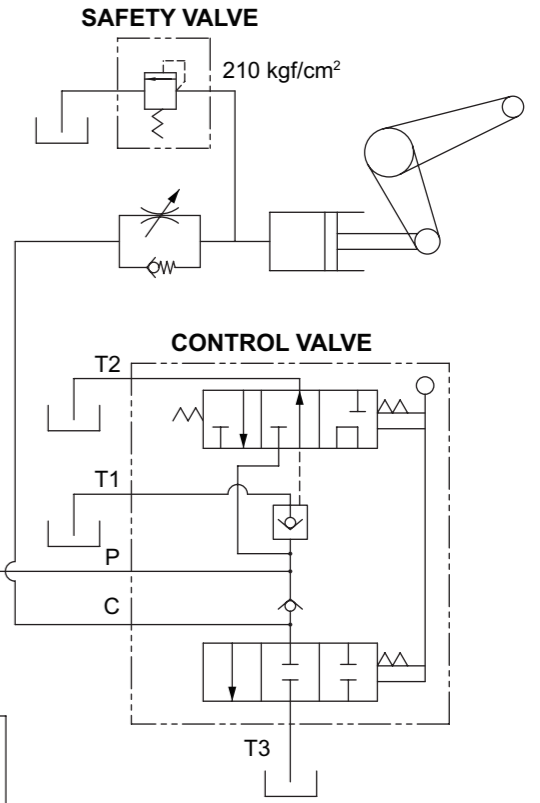 SAFETY VALVE
210 kgf/cm²
CONTROL VALVE
T2
T1
P
C
T3